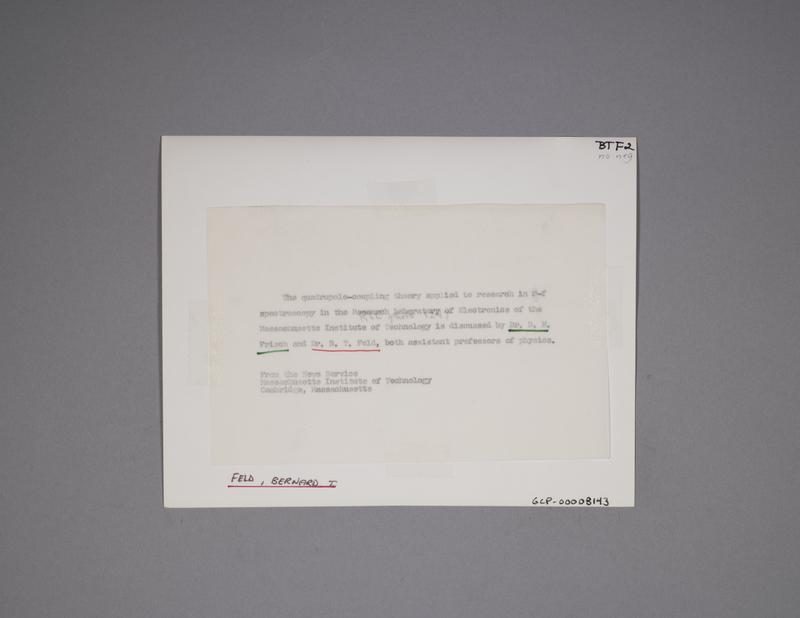 BTF2
no neg
The quadrupole-coupling theory applied to research in R-f
spectroscopy in the Research Laboratory of Electronics of the
Massachusetts Institute of Technology is discussed by Dr. D. H.
Frisch and Dr. B. T. Feld, both assistant professors of physics.
From the News Service
Massachusetts Institute of Technology
Cambridge, Massachusetts
FELD, BERNARD T
GCP-00008143